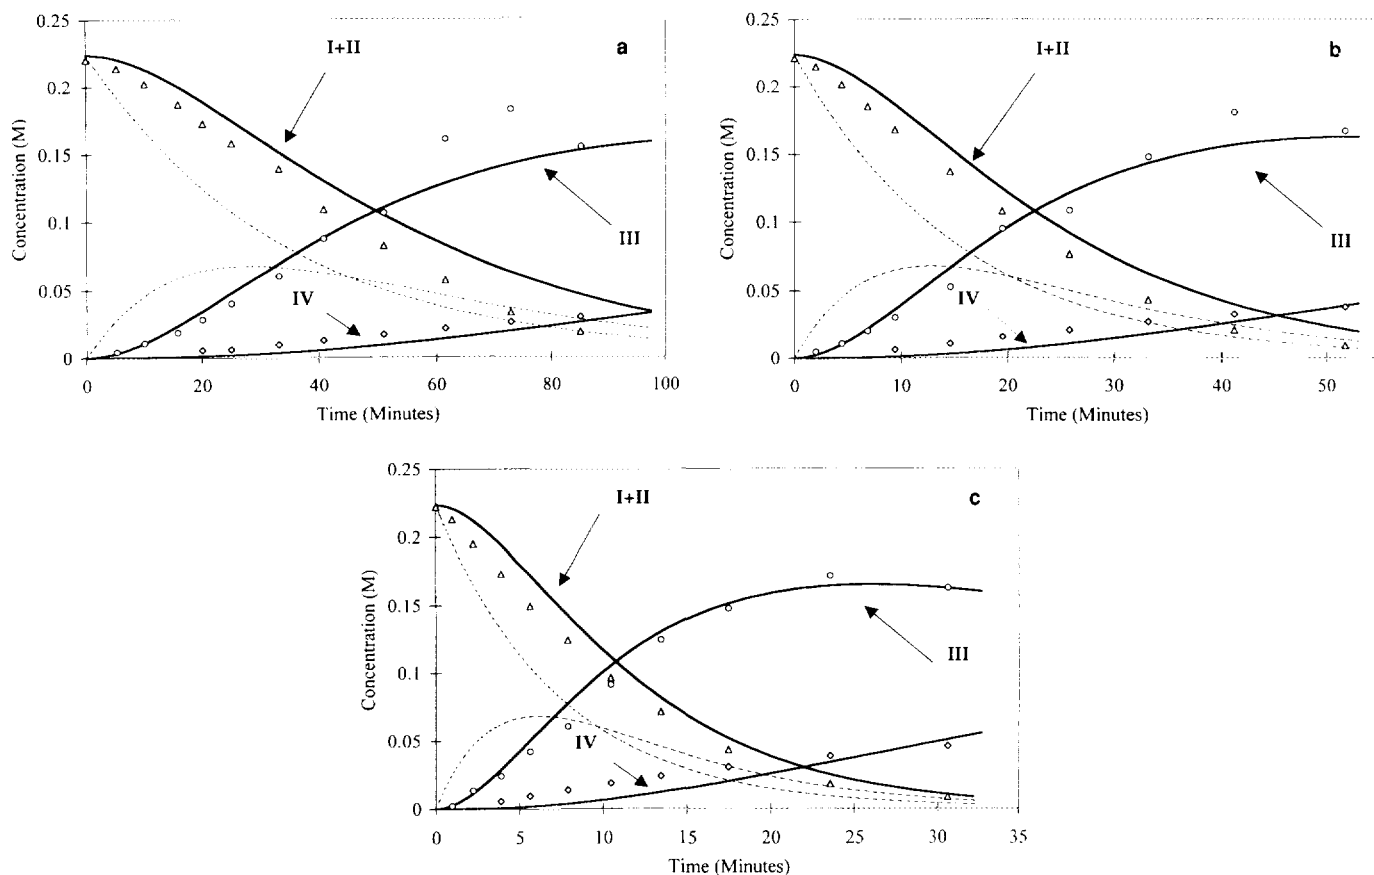 0.25
0.2
0.15
0.1
0.05
0
Concentration (M)
I+II
a
III
IV
0 20 40 60 80 100
Time (Minutes)
0.25
0.2
0.15
0.1
0.05
0
Concentration (M)
I+II
b
III
IV
0 10 20 30 40 50
Time (Minutes)
0.25
0.2
0.15
0.1
0.05
0
Concentration (M)
I+II
c
III
IV
0 5 10 15 20 25 30 35
Time (Minutes)